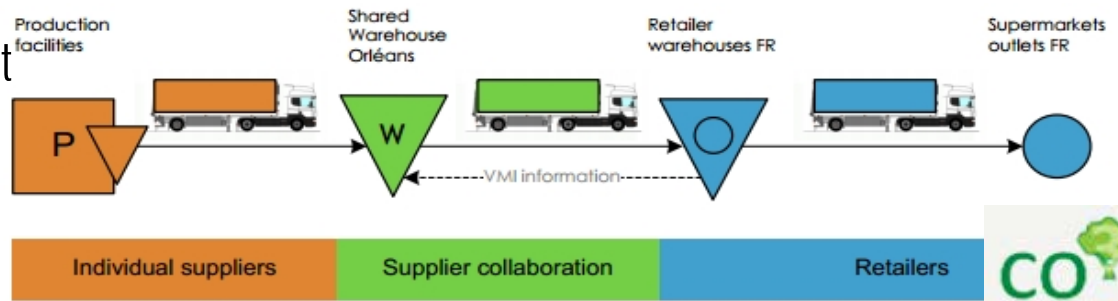 Production
facilities
t
Shared
Warehouse
Orléans
Retailer
warehouses FR
Supermarkets
outlets FR
P
W
VMI information
Individual suppliers
Supplier collaboration
Retailers
CO